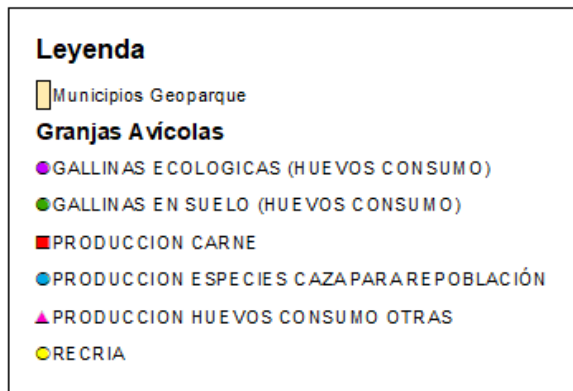 Leyenda
Municipios Geoparque
Granjas Avícolas
GALLINAS ECOLOGICAS (HUEVOS CONSUMO)
GALLINAS EN SUELO (HUEVOS CONSUMO)
PRODUCCION CARNE
PRODUCCION ESPECIES CAZA PARA REPOBLACIÓN
PRODUCCION HUEVOS CONSUMO OTRAS
RECRIA